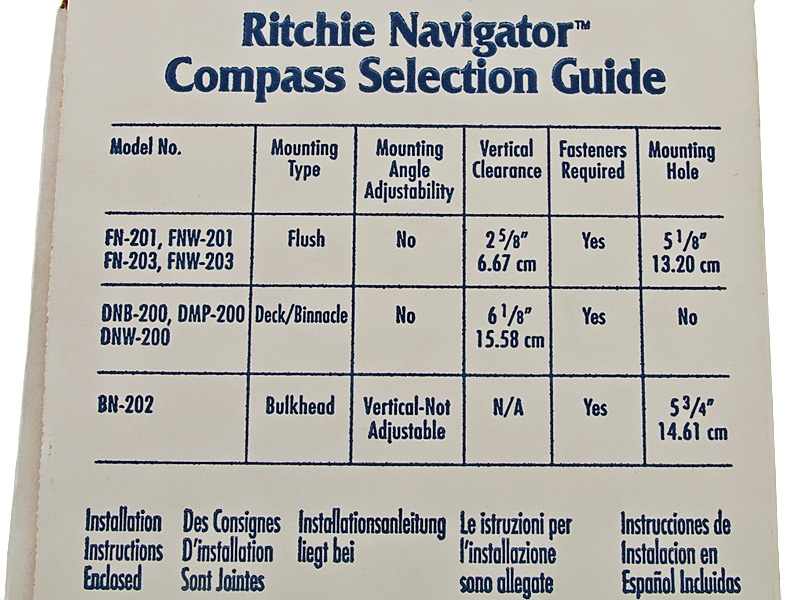 Ritchie Navigator™
Compass Selection Guide
Model No. Mounting Type Mounting Angle Adjustability Vertical Clearance Fasteners Required Mounting Hole
FN-201, FNW-201 Flush No 2 5/8" Yes 5 1/8"
FN-203, FNW-203 6.67 cm 13.20 cm
DNB-200, DMP-200 Deck/Binnacle No 6 1/8" Yes No
DNW-200 15.58 cm
BN-202 Bulkhead Vertical-Not N/A Yes 5 3/4"
Adjustable 14.61 cm
Installation
Instructions
Enclosed
Des Consignes
D'installation
Sont Jointes
Installationsanleitung
liegt bei
Le istruzioni per
l'installazione
sono allegate
Instrucciones de
Instalacion en
Español Incluidas